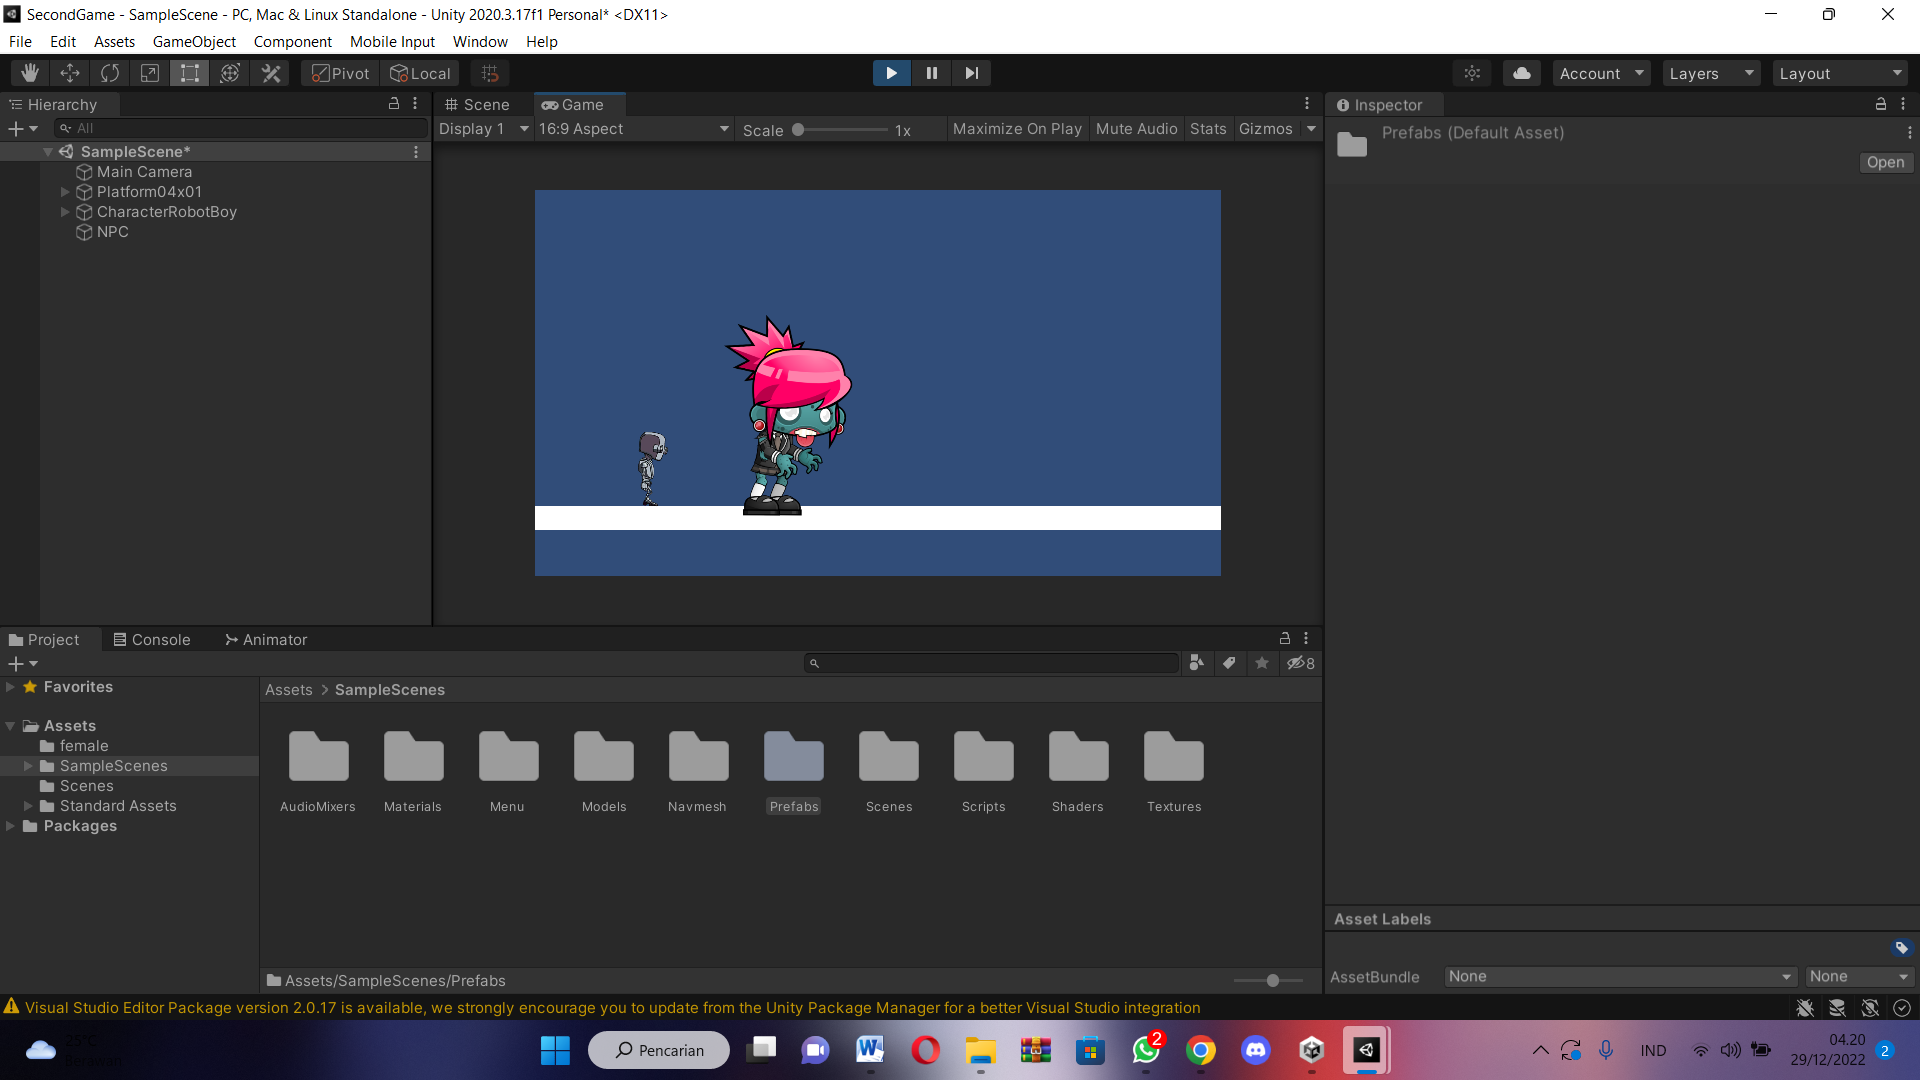 SecondGame - SampleScene - PC, Mac & Linux Standalone - Unity 2020.3.17f1 Personal* <DX11>
File Edit Assets GameObject Component Mobile Input Window Help
Pivot Local Account Layers Layout
Hierarchy
All
SampleScene*
Main Camera
Platform04x01
CharacterRobotBoy
NPC
Scene Game
Display 1 16:9 Aspect Scale 1x Maximize On Play Mute Audio Stats Gizmos
Inspector
Prefabs (Default Asset)
Open
Project Console Animator
8
Favorites
Assets
female
SampleScenes
Scenes
Standard Assets
Packages
Assets > SampleScenes
AudioMixers Materials Menu Models Navmesh Prefabs Scenes Scripts Shaders Textures
Assets/SampleScenes/Prefabs
Asset Labels
AssetBundle None None
Visual Studio Editor Package version 2.0.17 is available, we strongly encourage you to update from the Unity Package Manager for a better Visual Studio integration
25°C
Pencarian
2
IND
04.20
29/12/2022
2